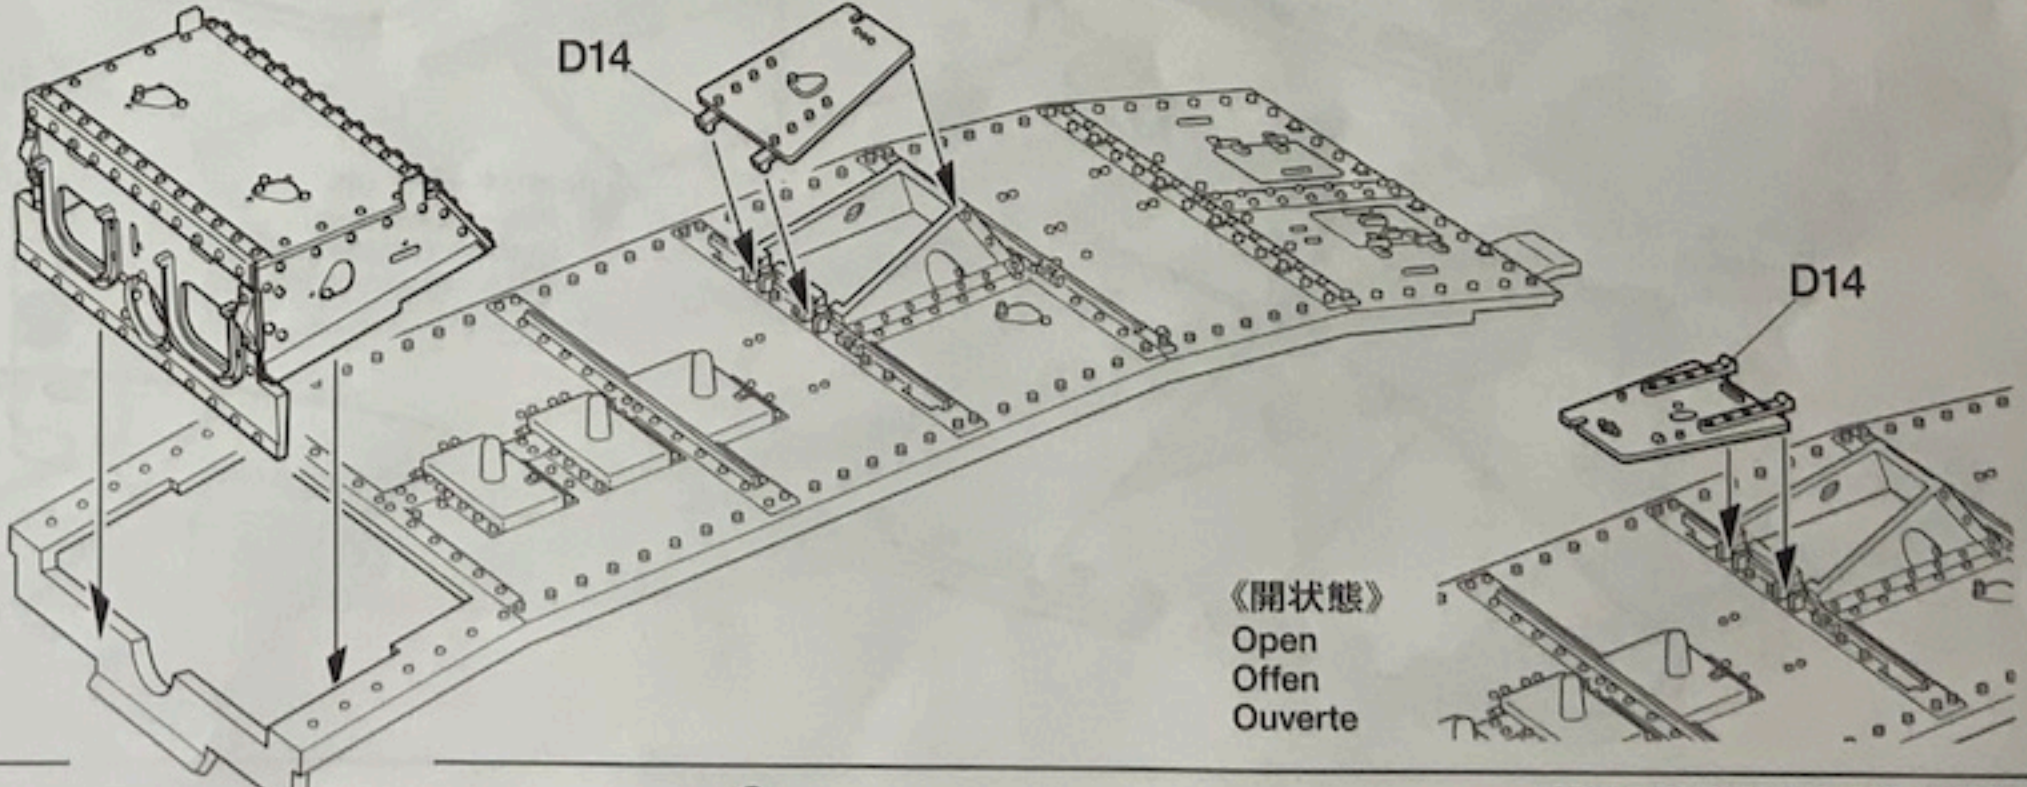 D14
D14
《開状態》
Open
Offen
Ouverte